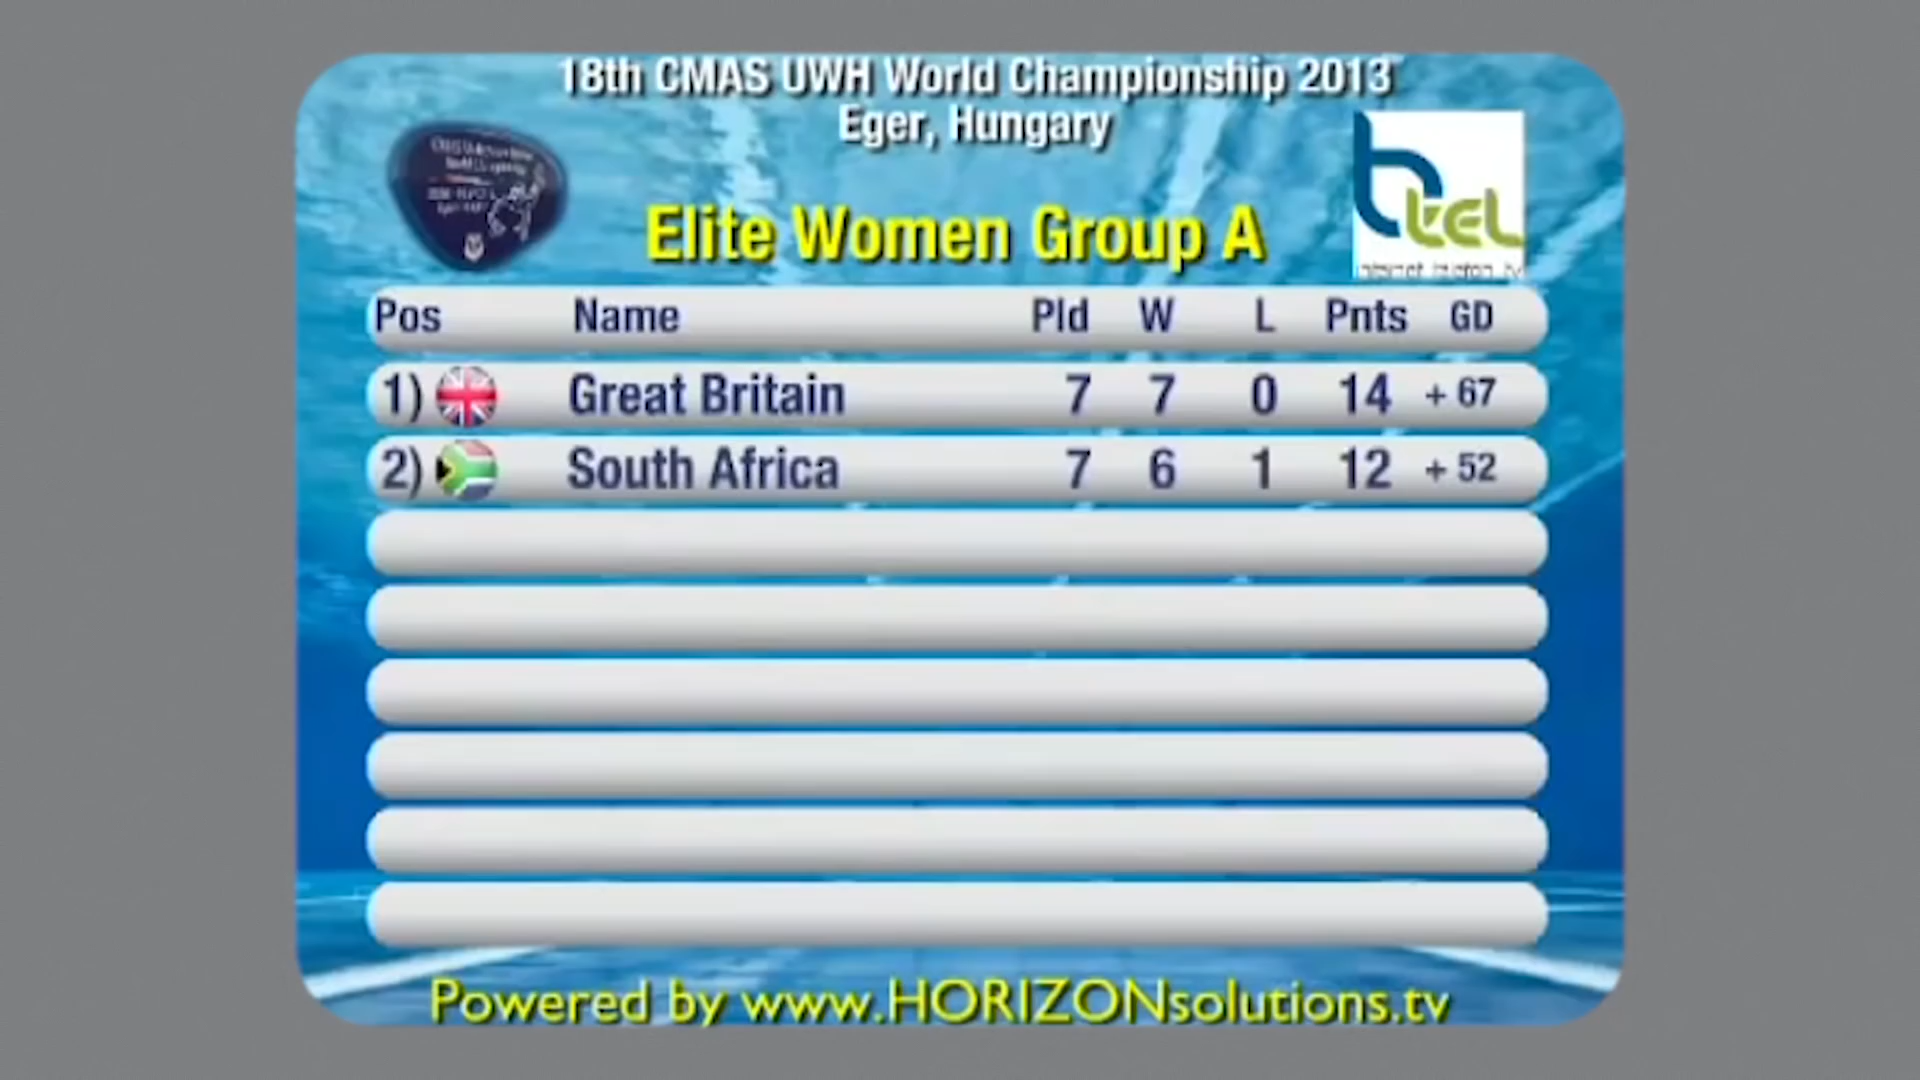 18th CMAS UWH World Championship 2013
Eger, Hungary
tel
Elite Women Group A
Pos Name Pld W L Pnts GD
1) Great Britain 7 7 0 14 + 67
2) South Africa 7 6 1 12 + 52
Powered by www.HORIZONsolutions.tv